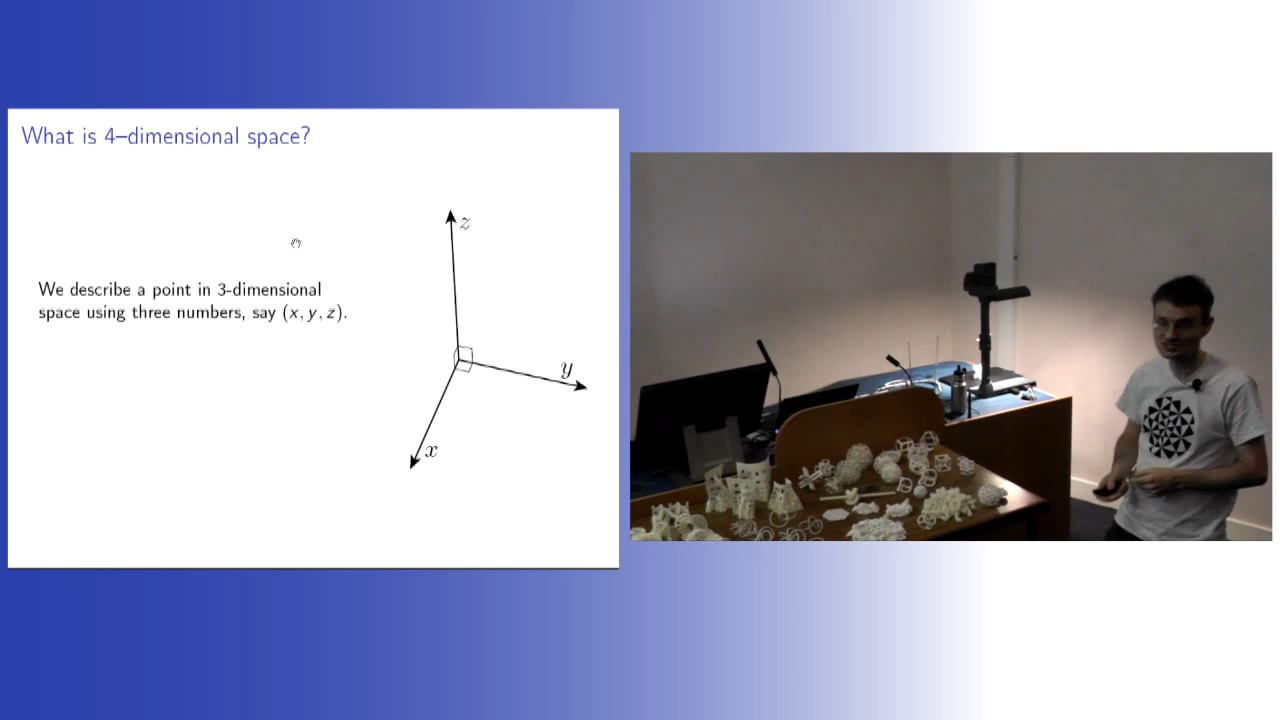 What is 4–dimensional space?
We describe a point in 3-dimensional
space using three numbers, say (x, y, z).
z
y
x